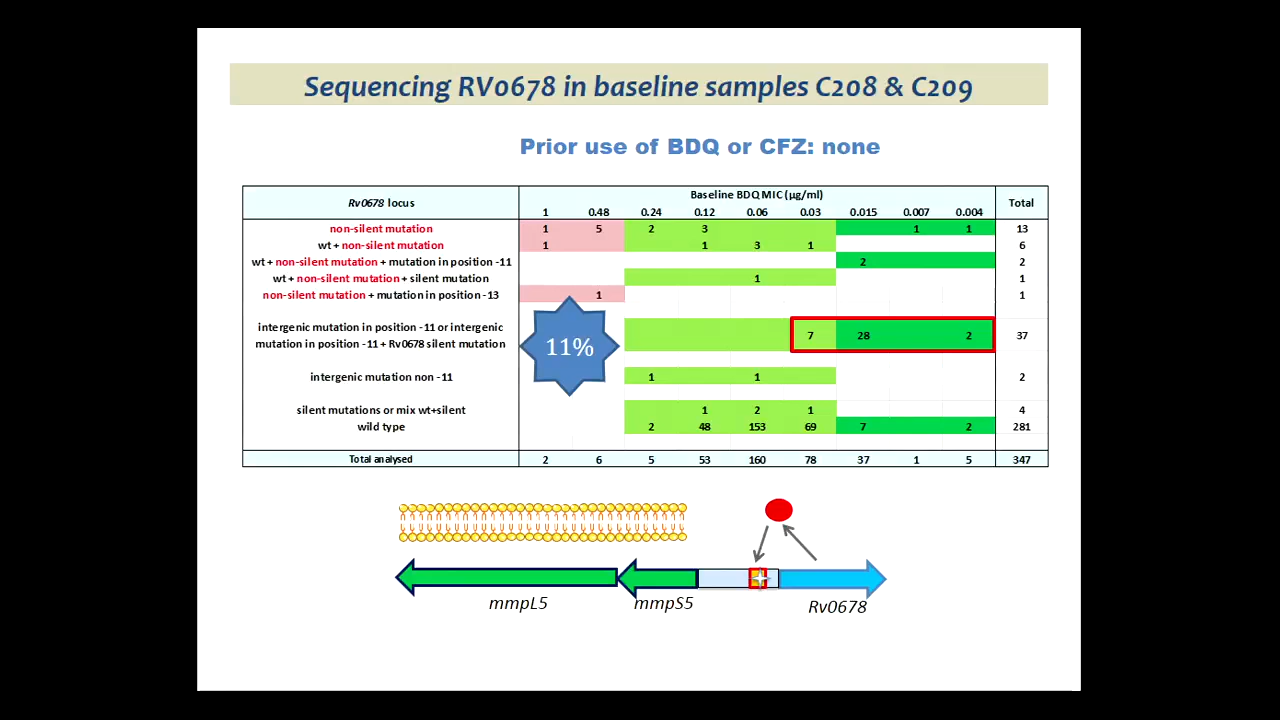 Sequencing RV0678 in baseline samples C208 & C209
Prior use of BDQ or CFZ: none
Rv0678 locus
Baseline BDQ MIC (µg/ml)
Total
1 0.48 0.24 0.12 0.06 0.03 0.015 0.007 0.004
non-silent mutation 1 5 2 3 1 1 13
wt + non-silent mutation 1 1 3 1 6
wt + non-silent mutation + mutation in position -11 2 2
wt + non-silent mutation + silent mutation 1 1
non-silent mutation + mutation in position -13 1 1
intergenic mutation in position -11 or intergenic
mutation in position -11 + Rv0678 silent mutation 7 28 2 37
11%
intergenic mutation non -11 1 1 2
silent mutations or mix wt+silent 1 2 1 4
wild type 2 48 153 69 7 2 281
Total analysed 2 6 5 53 160 78 37 1 5 347
mmpL5 mmpS5 Rv0678